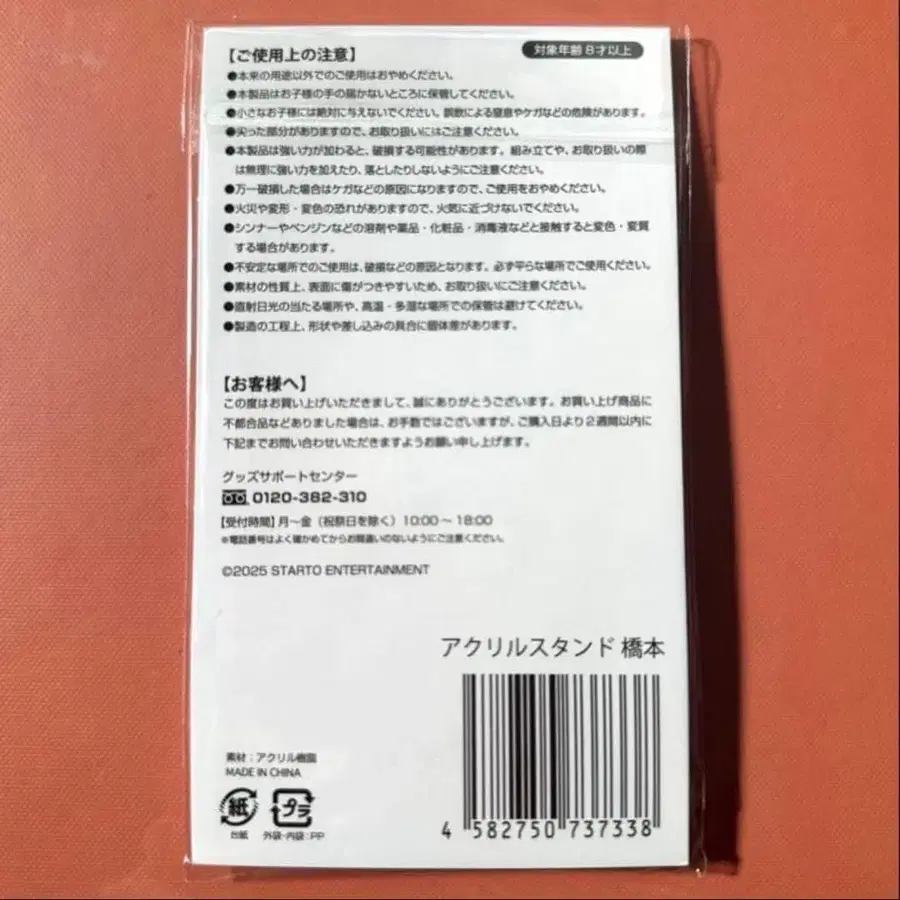 【ご使用上の注意】
対象年齢 8才以上
●本来の用途以外でのご使用はおやめください。
●本製品はお子様の手の届かないところに保管してください。
●小さなお子様には絶対に与えないでください。誤飲による窒息やケガなどの危険があります。
●尖った部分がありますので、お取り扱いにはご注意ください。
●本製品は強い力が加わると、破損する可能性があります。組み立てや、お取り扱いの際
は無理に強い力を加えたり、落としたりしないようにご注意ください。
●万一破損した場合はケガなどの原因になりますので、ご使用をおやめください。
●火災や変形・変色の恐れがありますので、火気に近づけないでください。
●シンナーやベンジンなどの溶剤や薬品・化粧品・消毒液などと接触すると変色・変質
する場合があります。
●不安定な場所でのご使用は、破損などの原因となります。必ず平らな場所でご使用ください。
●素材の性質上、表面に傷がつきやすいため、お取り扱いにご注意ください。
●直射日光の当たる場所や、高温・多湿な場所での保管は避けてください。
●製造の工程上、形状や差し込みの具合に個体差があります。
【お客様へ】
この度はお買い上げいただきまして、誠にありがとうございます。お買い上げ商品に
不都合品などありました場合は、お手数ではございますが、ご購入日より2週間以内に
下記までお問い合わせいただきますようお願い申し上げます。
グッズサポートセンター
0120-382-310
【受付時間】月〜金（祝祭日を除く）10:00〜18:00
※電話番号はよく確かめてからお間違いのないようにご注意ください。
©2025 STARTO ENTERTAINMENT
アクリルスタンド 橋本
素材：アクリル樹脂
MADE IN CHINA
紙 プラ
台紙 外袋・内袋：PP
4 582750 737338